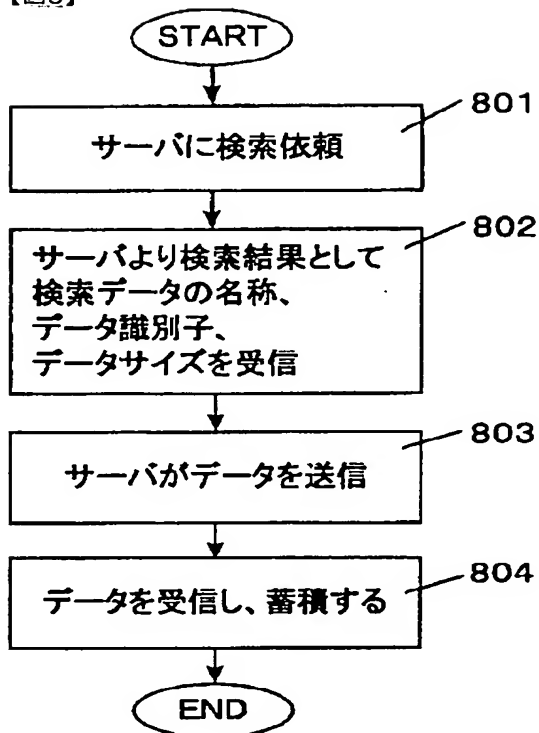 START
801
サーバに検索依頼
802
サーバより検索結果として
検索データの名称、
データ識別子、
データサイズを受信
803
サーバがデータを送信
804
データを受信し、蓄積する
END